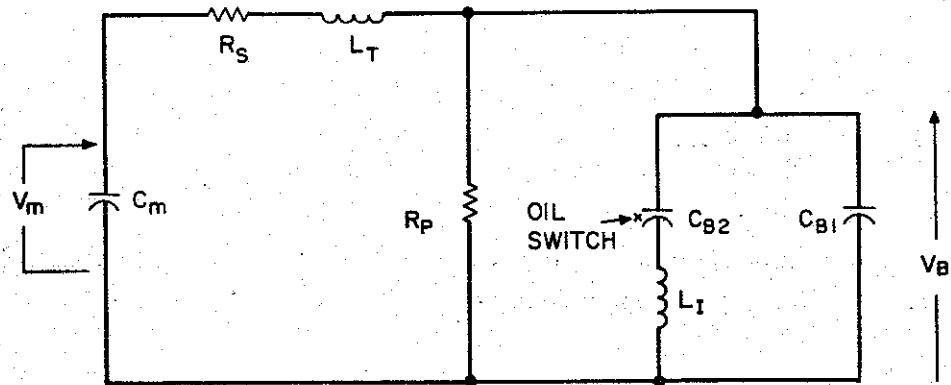 R_S
L_T
V_m
C_m
R_P
OIL
SWITCH
C_B2
L_I
C_B1
V_B